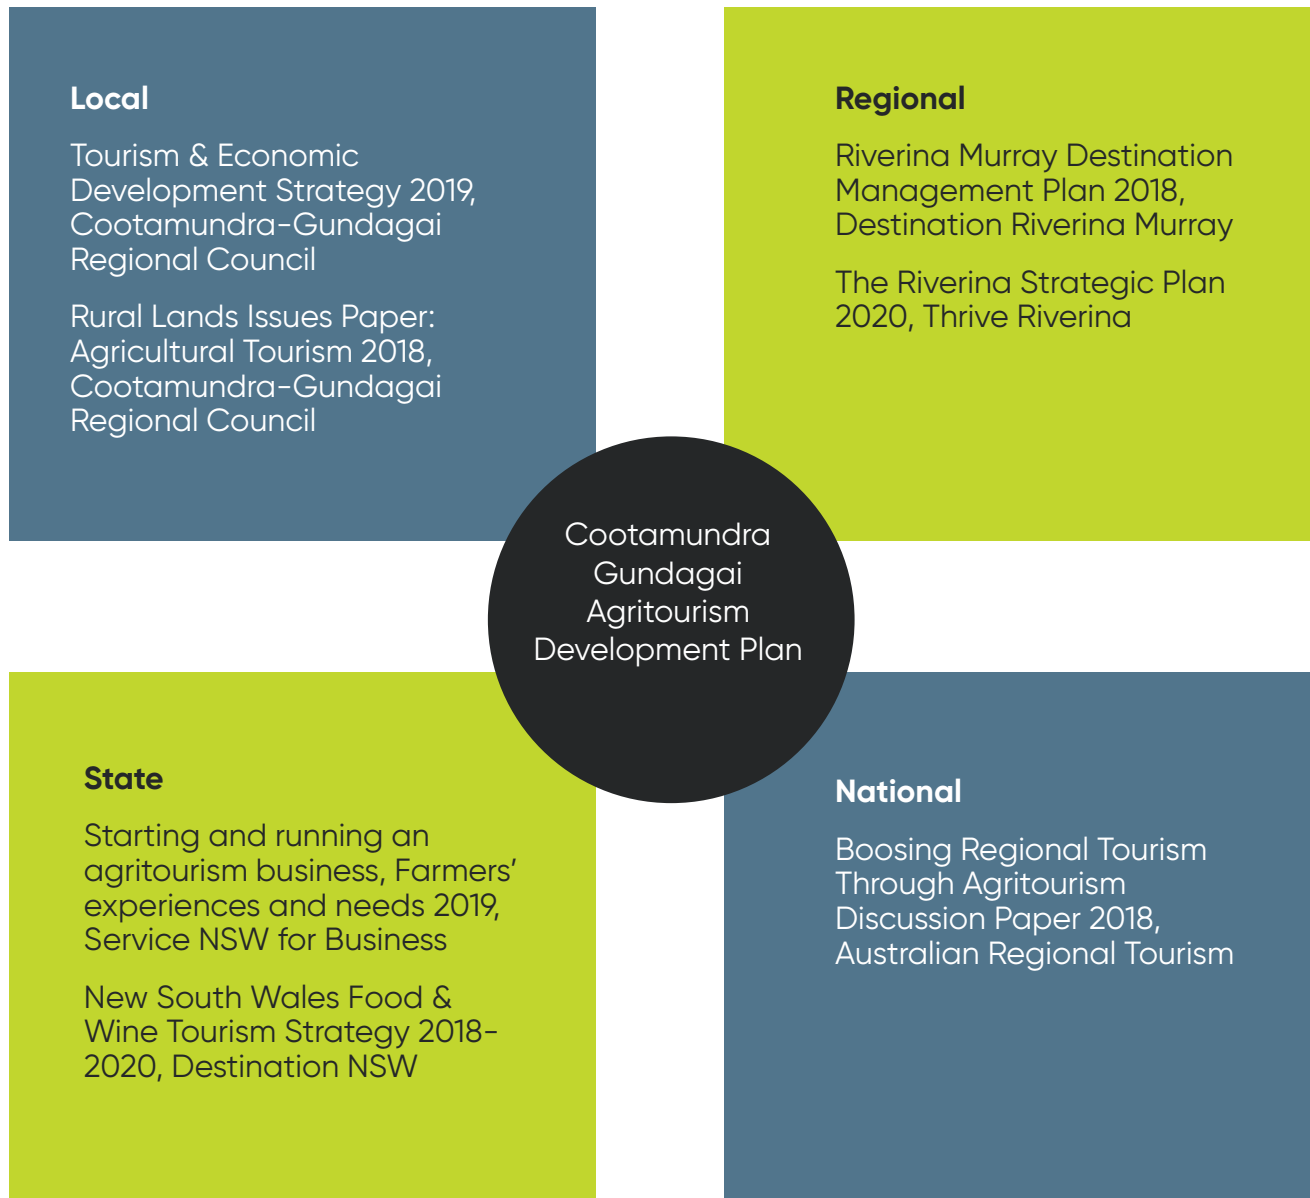 Local
Tourism & Economic
Development Strategy 2019,
Cootamundra-Gundagai
Regional Council
Rural Lands Issues Paper:
Agricultural Tourism 2018,
Cootamundra-Gundagai
Regional Council
Regional
Riverina Murray Destination
Management Plan 2018,
Destination Riverina Murray
The Riverina Strategic Plan
2020, Thrive Riverina
Cootamundra
Gundagai
Agritourism
Development Plan
State
Starting and running an
agritourism business, Farmers’
experiences and needs 2019,
Service NSW for Business
New South Wales Food &
Wine Tourism Strategy 2018-
2020, Destination NSW
National
Boosing Regional Tourism
Through Agritourism
Discussion Paper 2018,
Australian Regional Tourism